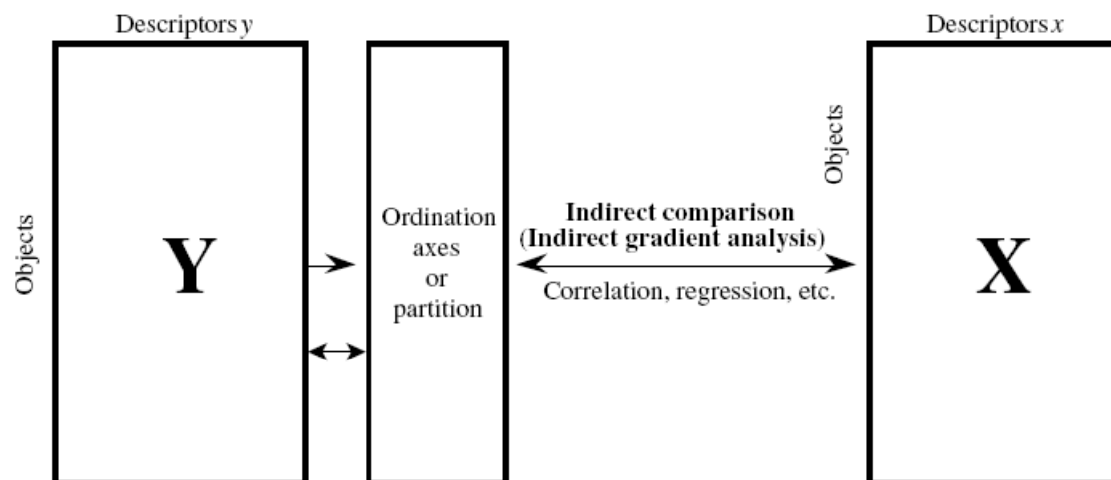 Descriptors y
Descriptors x
Objects
Y
Ordination
axes
or
partition
Indirect comparison
(Indirect gradient analysis)
Correlation, regression, etc.
Objects
X